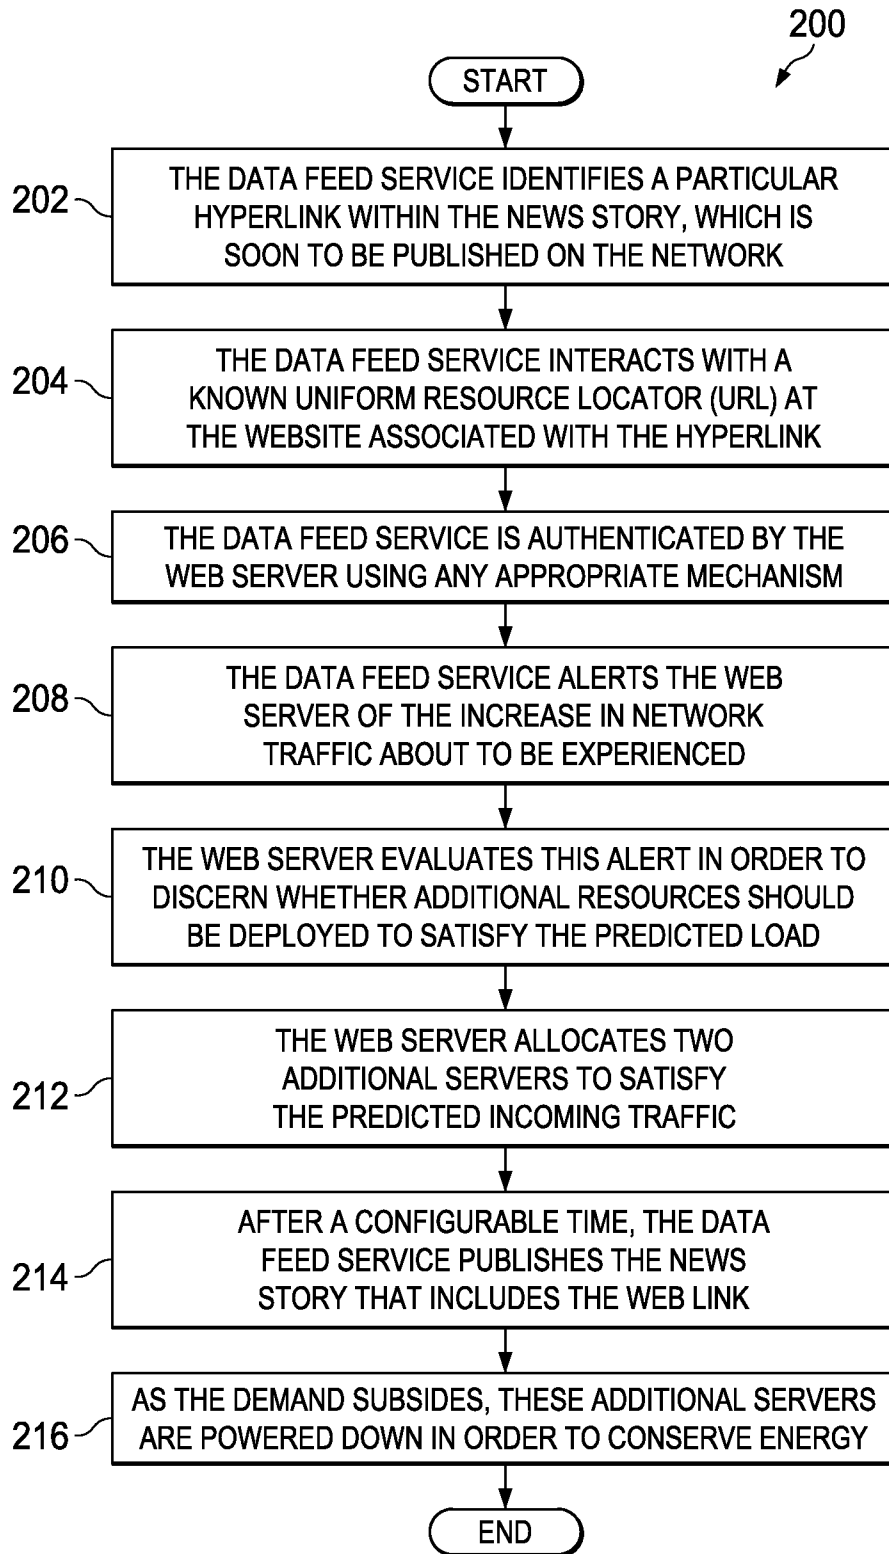 200
START
202
THE DATA FEED SERVICE IDENTIFIES A PARTICULAR
HYPERLINK WITHIN THE NEWS STORY, WHICH IS
SOON TO BE PUBLISHED ON THE NETWORK
204
THE DATA FEED SERVICE INTERACTS WITH A
KNOWN UNIFORM RESOURCE LOCATOR (URL) AT
THE WEBSITE ASSOCIATED WITH THE HYPERLINK
206
THE DATA FEED SERVICE IS AUTHENTICATED BY THE
WEB SERVER USING ANY APPROPRIATE MECHANISM
208
THE DATA FEED SERVICE ALERTS THE WEB
SERVER OF THE INCREASE IN NETWORK
TRAFFIC ABOUT TO BE EXPERIENCED
210
THE WEB SERVER EVALUATES THIS ALERT IN ORDER TO
DISCERN WHETHER ADDITIONAL RESOURCES SHOULD
BE DEPLOYED TO SATISFY THE PREDICTED LOAD
212
THE WEB SERVER ALLOCATES TWO
ADDITIONAL SERVERS TO SATISFY
THE PREDICTED INCOMING TRAFFIC
214
AFTER A CONFIGURABLE TIME, THE DATA
FEED SERVICE PUBLISHES THE NEWS
STORY THAT INCLUDES THE WEB LINK
216
AS THE DEMAND SUBSIDES, THESE ADDITIONAL SERVERS
ARE POWERED DOWN IN ORDER TO CONSERVE ENERGY
END